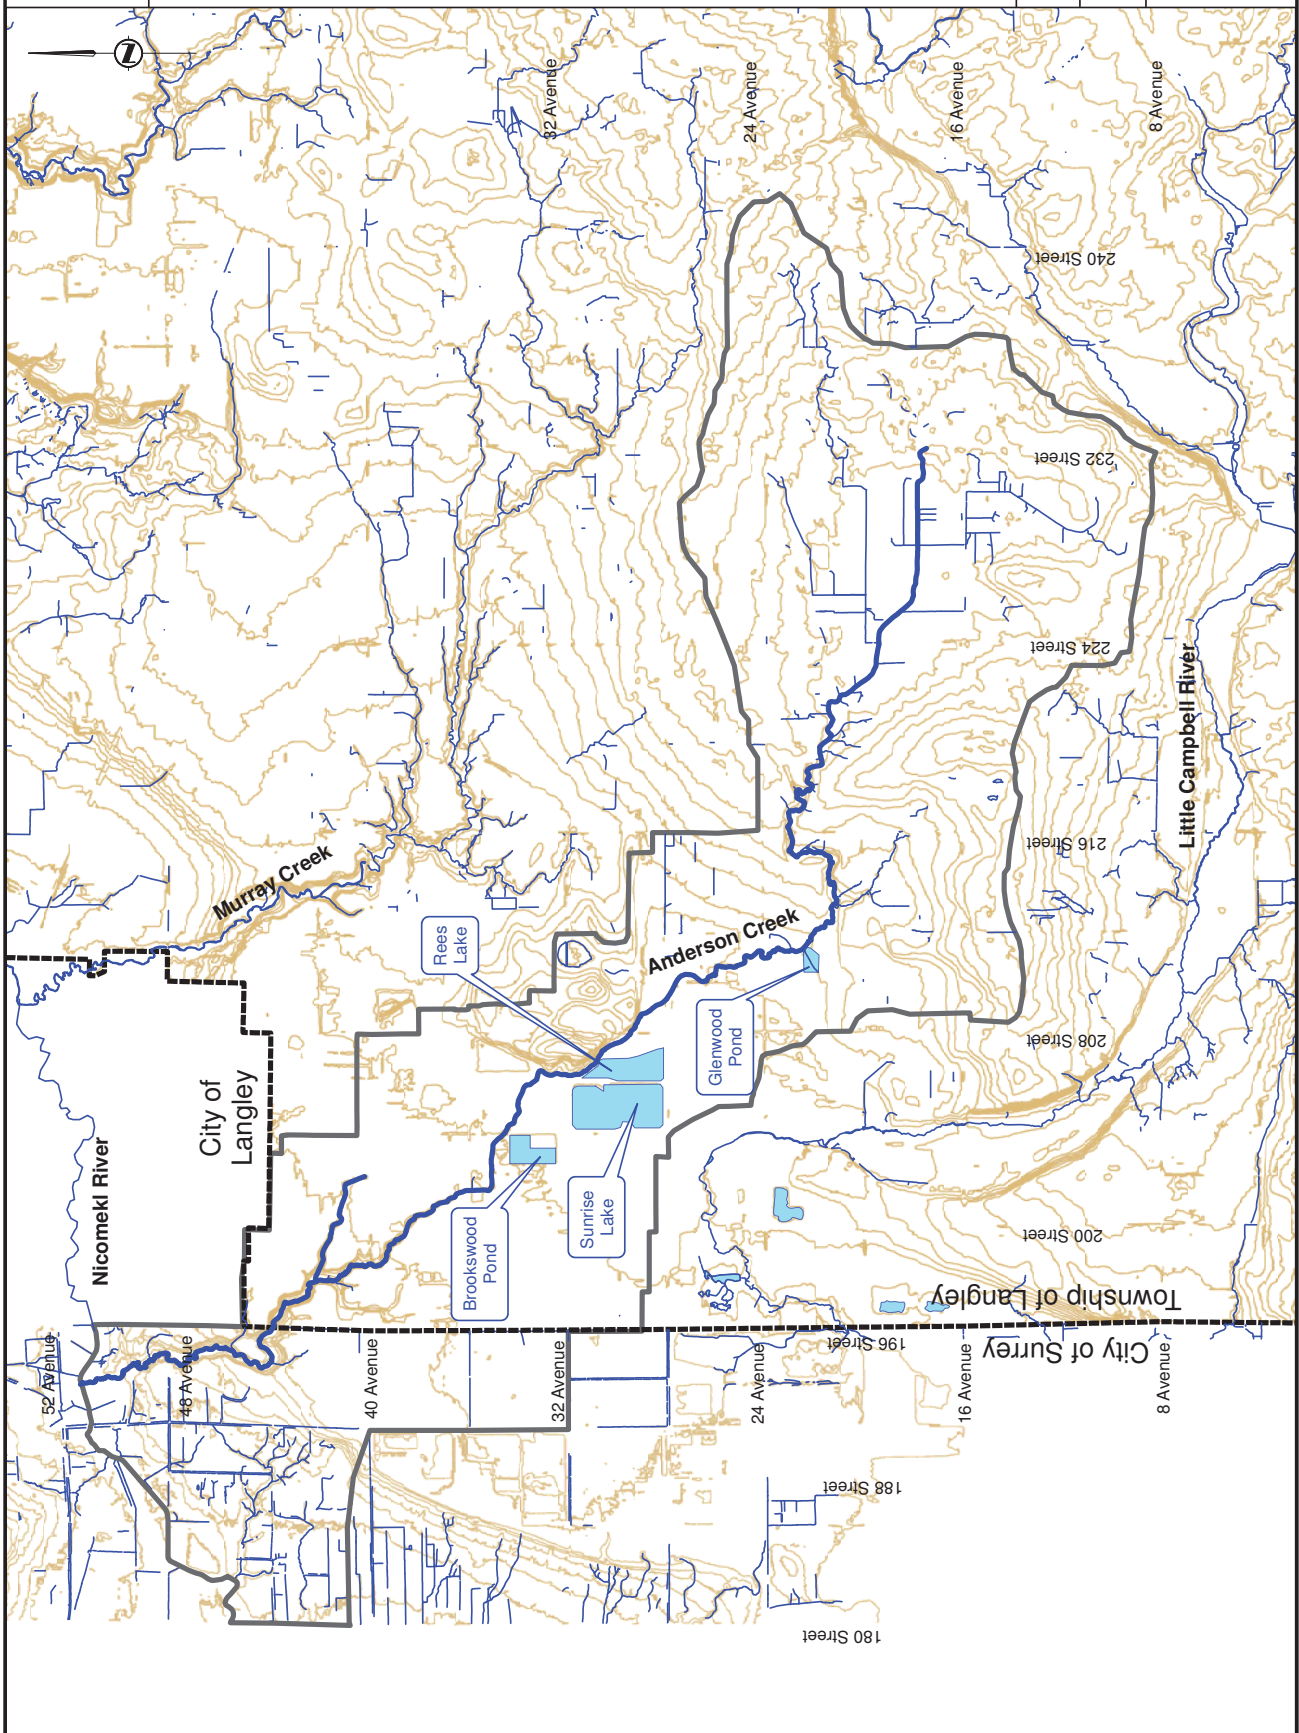 N
32 Avenue
24 Avenue
16 Avenue
8 Avenue
240 Street
232 Street
224 Street
Little Campbell River
216 Street
Murray Creek
Rees
Lake
Anderson Creek
Glenwood
Pond
208 Street
City of
Langley
Nicomekl River
Brookswood
Pond
Sunrise
Lake
200 Street
Township of Langley
City of Surrey
196 Street
52 Avenue
48 Avenue
40 Avenue
32 Avenue
24 Avenue
16 Avenue
8 Avenue
188 Street
180 Street